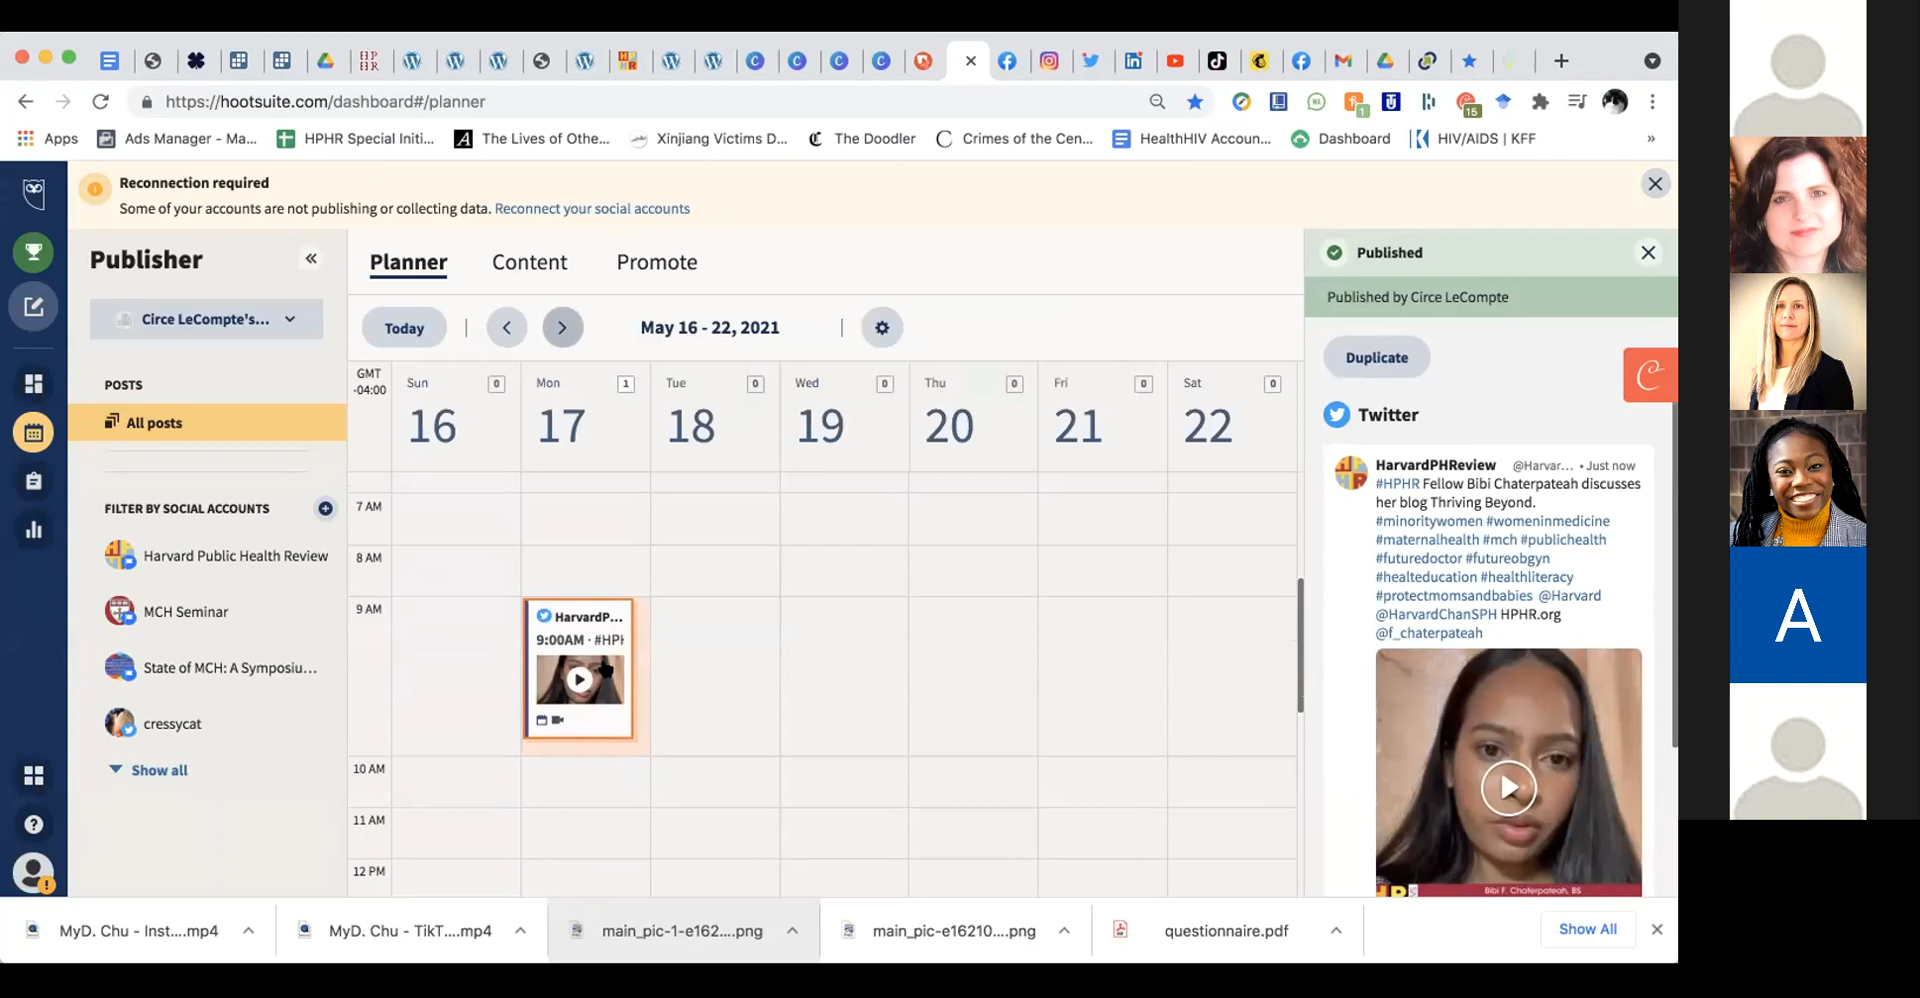 https://hootsuite.com/dashboard#/planner
1
15
Apps
Ads Manager - Ma...
HPHR Special Initi...
The Lives of Othe...
Xinjiang Victims D...
The Doodler
Crimes of the Cen...
HealthHIV Accoun...
Dashboard
HIV/AIDS | KFF
»
Reconnection required
Some of your accounts are not publishing or collecting data. Reconnect your social accounts
Publisher
Circe LeCompte's...
POSTS
All posts
FILTER BY SOCIAL ACCOUNTS
Harvard Public Health Review
MCH Seminar
State of MCH: A Symposiu...
cressycat
Show all
Planner
Content
Promote
Today
May 16 - 22, 2021
GMT
-04:00
Sun 0
16
Mon 1
17
Tue 0
18
Wed 0
19
Thu 0
20
Fri 0
21
Sat 0
22
7 AM
8 AM
9 AM
10 AM
11 AM
12 PM
HarvardP...
9:00AM · #HPH
Published
Published by Circe LeCompte
Duplicate
Twitter
HarvardPHReview @Harvar... • Just now
#HPHR Fellow Bibi Chaterpateah discusses
her blog Thriving Beyond.
#minoritywomen #womeninmedicine
#maternalhealth #mch #publichealth
#futuredoctor #futureobgyn
#healteducation #healthliteracy
#protectmomsandbabies @Harvard
@HarvardChanSPH HPHR.org
@f_chaterpateah
Bibi F. Chaterpateah, BS
A
MyD. Chu - Inst....mp4
MyD. Chu - TikT....mp4
main_pic-1-e162....png
main_pic-e16210....png
questionnaire.pdf
Show All